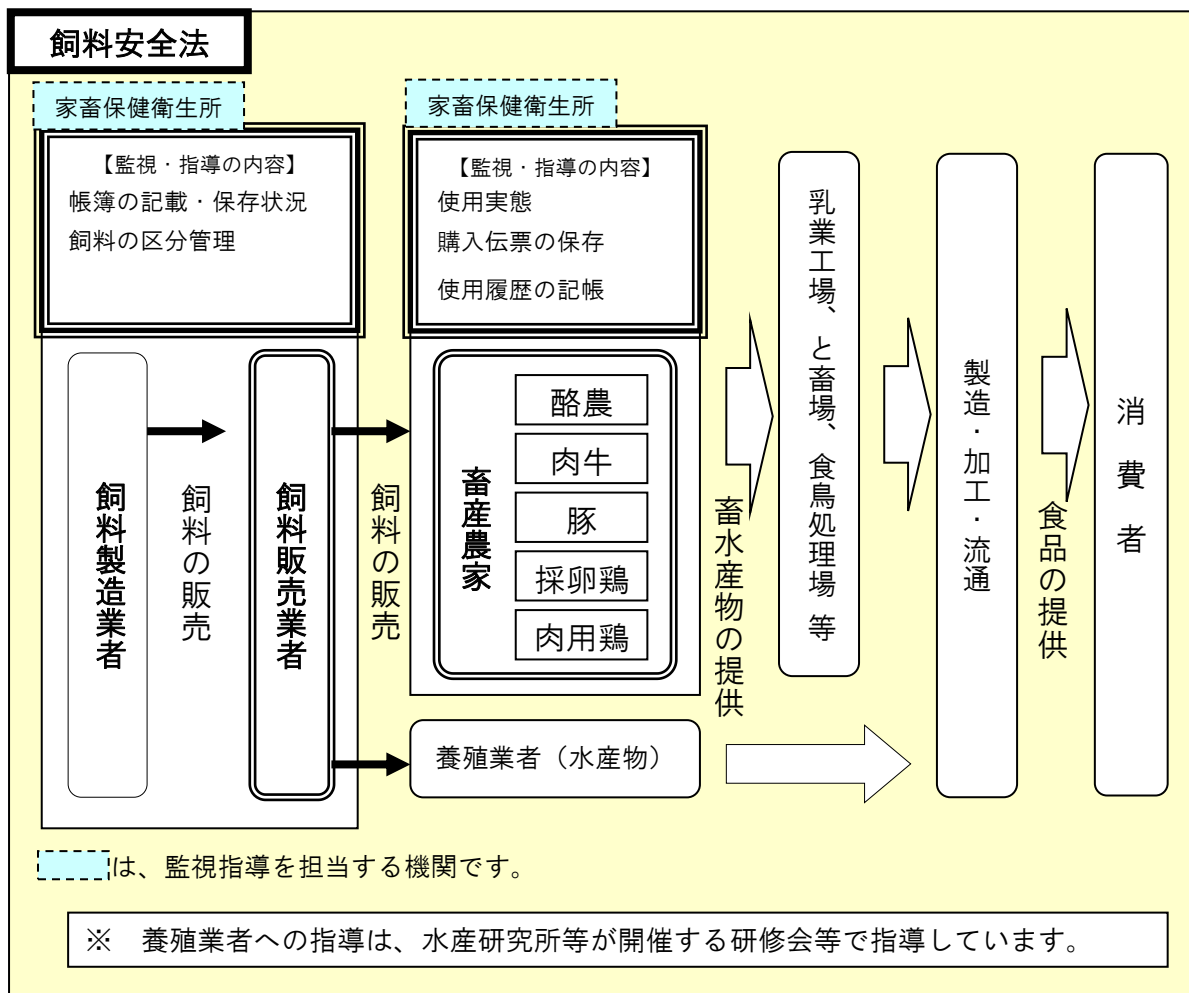 飼料安全法
家畜保健衛生所
【監視・指導の内容】
帳簿の記載・保存状況
飼料の区分管理
家畜保健衛生所
【監視・指導の内容】
使用実態
購入伝票の保存
使用履歴の記帳
飼料製造業者
飼料の販売
飼料販売業者
飼料の販売
畜産農家
酪農
肉牛
豚
採卵鶏
肉用鶏
養殖業者（水産物）
畜水産物の提供
乳業工場、と畜場、食鳥処理場 等
製造・加工・流通
食品の提供
消費者
は、監視指導を担当する機関です。
※　養殖業者への指導は、水産研究所等が開催する研修会等で指導しています。